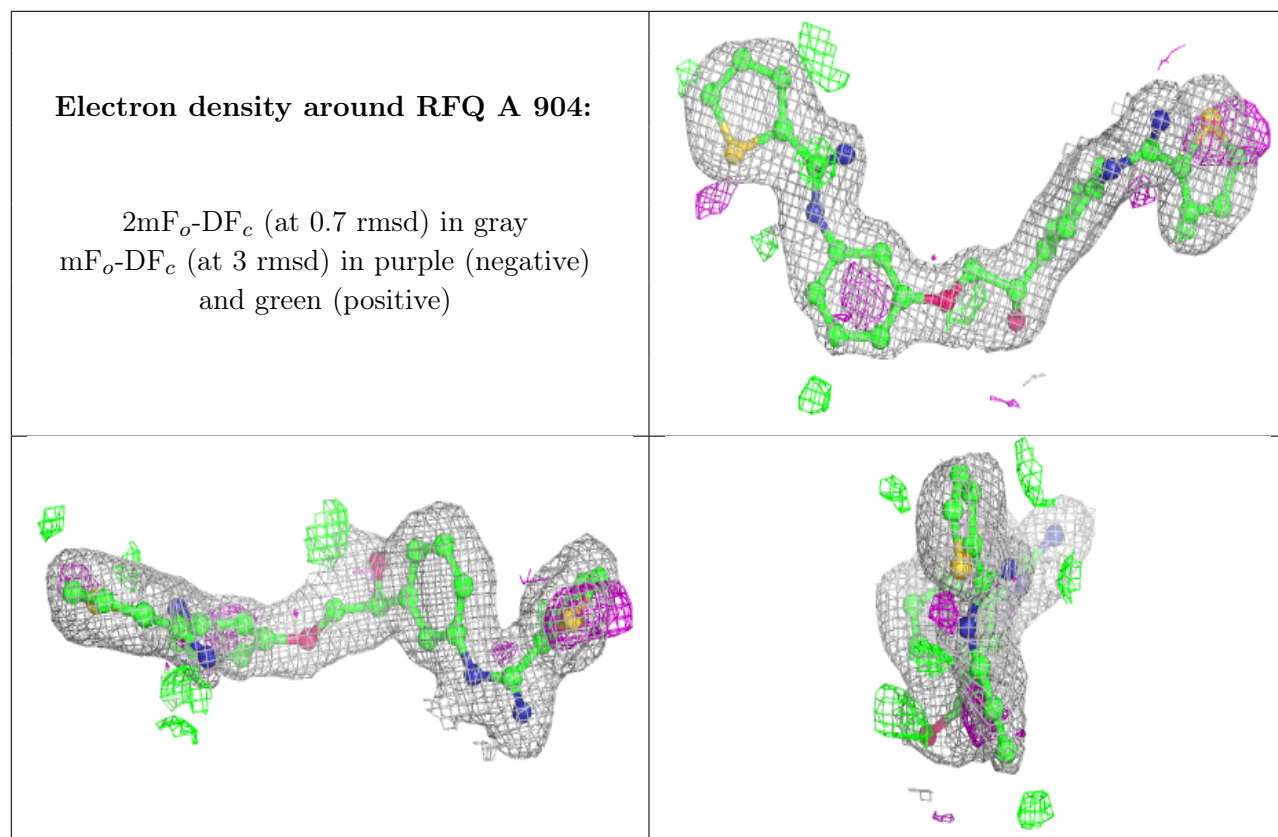 Electron density around RFQ A 904:
2mFo-DFc (at 0.7 rmsd) in gray
mFo-DFc (at 3 rmsd) in purple (negative)
and green (positive)